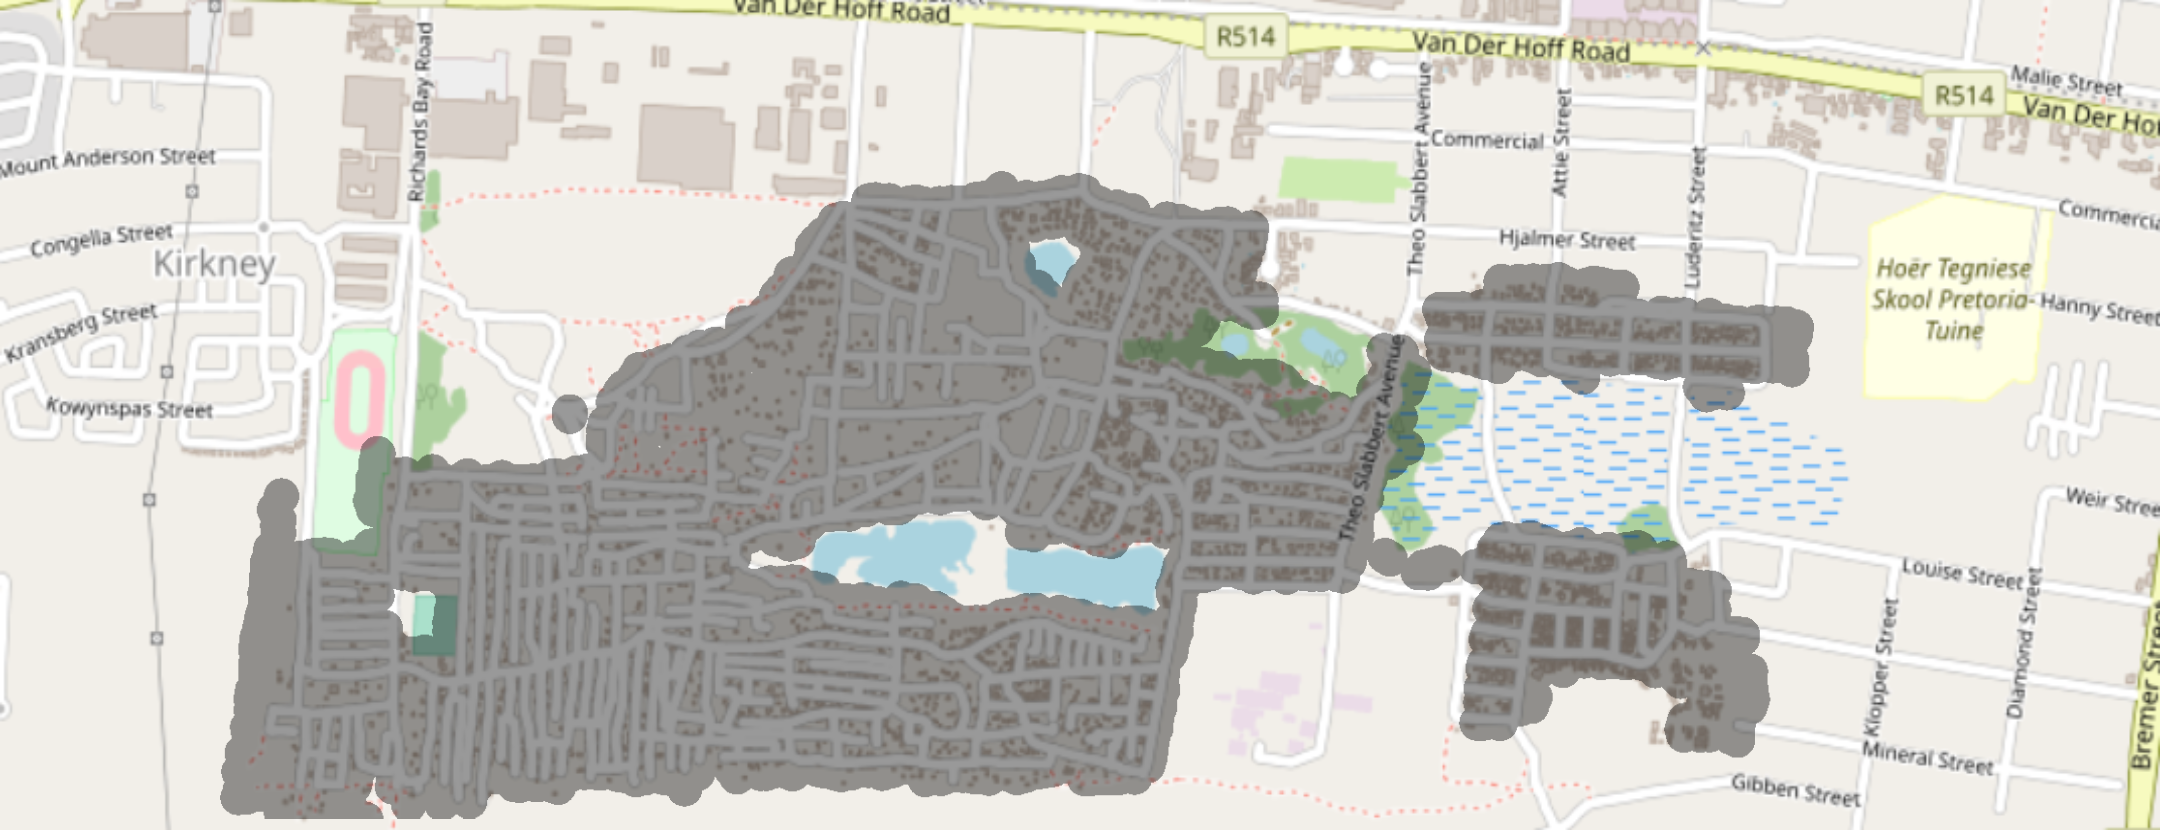 Van Der Hoff Road
R514
Van Der Hoff Road
Malie Street
R514
Van Der Ho
Richards Bay Road
Mount Anderson Street
Theo Slabbert Avenue
Commercial
Attie Street
Luderitz Street
Commercia
Congella Street
Kirkney
Hjalmer Street
Hoër Tegniese
Skool Pretoria-
Tuine
Hanny Street
Kransberg Street
Kowynspas Street
Theo Slabbert Avenue
Weir Stree
Louise Street
Klopper Street
Diamond Street
Bremer Street
Mineral Street
Gibben Street